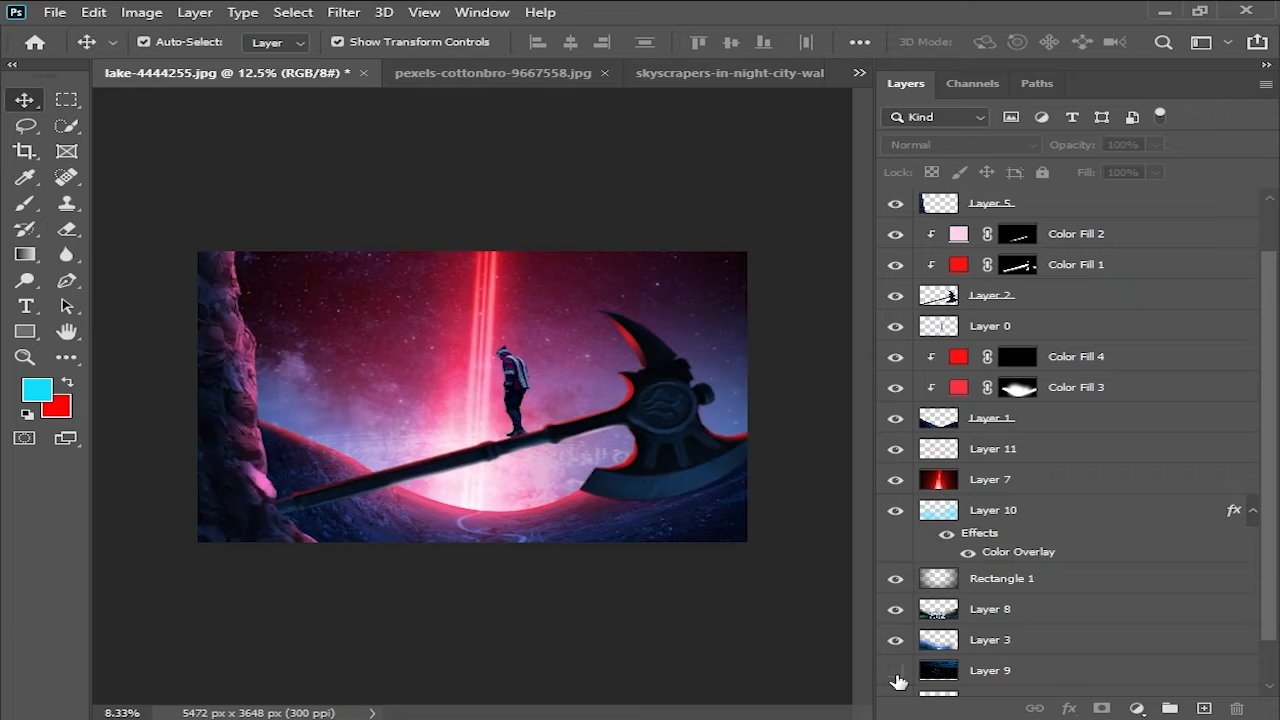 Ps File Edit Image Layer Type Select Filter 3D View Window Help
Auto-Select: Layer Show Transform Controls 3D Mode:
lake-4444255.jpg @ 12.5% (RGB/8#) * pexels-cottonbro-9667558.jpg skyscrapers-in-night-city-wal
Layers Channels Paths
Kind
Normal Opacity: 100%
Lock: Fill: 100%
Layer 5
Color Fill 2
Color Fill 1
Layer 2
Layer 0
Color Fill 4
Color Fill 3
Layer 1
Layer 11
Layer 7
Layer 10 fx
Effects
Color Overlay
Rectangle 1
Layer 8
Layer 3
Layer 9
8.33% 5472 px x 3648 px (300 ppi)
fx